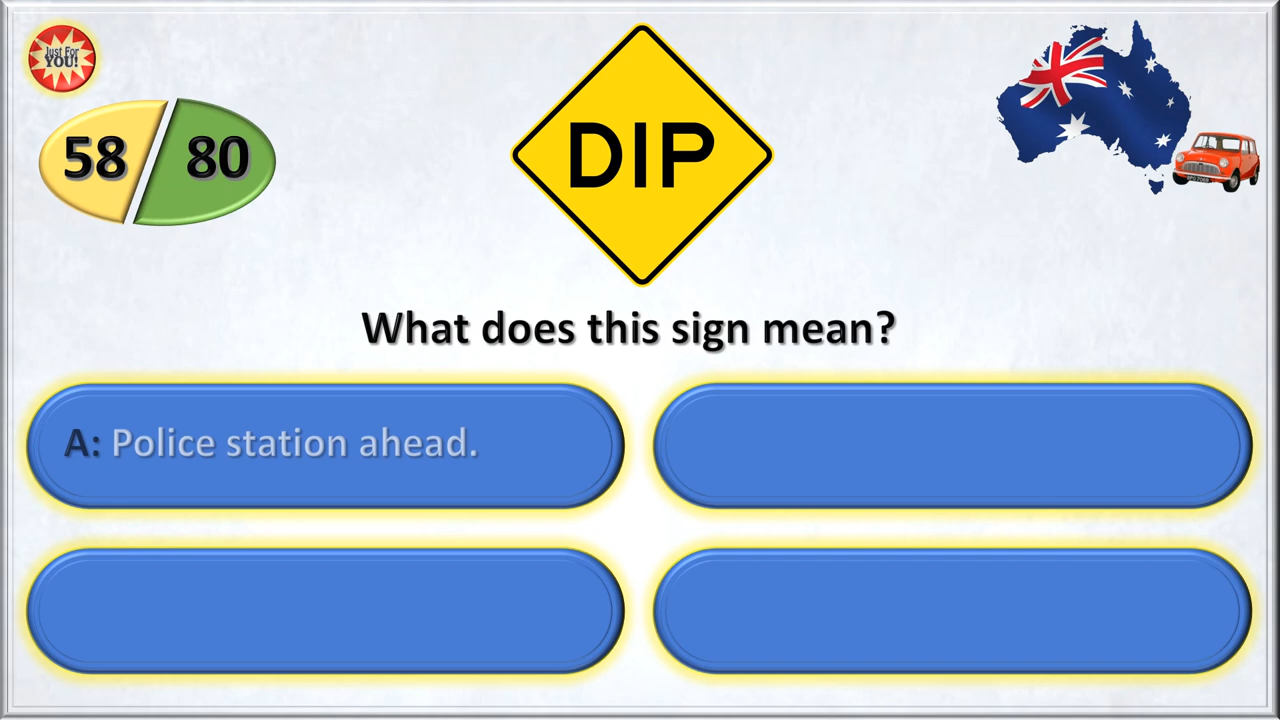 Just For
YOU!
58 80
DIP
What does this sign mean?
A: Police station ahead.